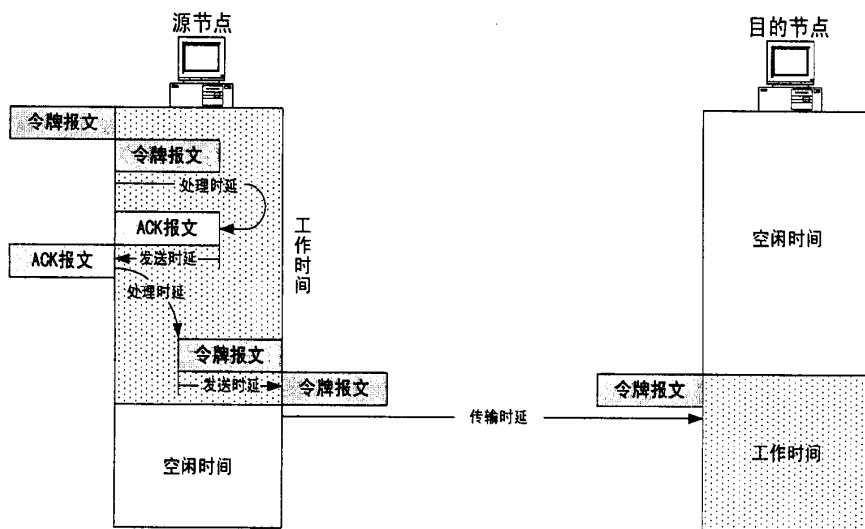 源节点
目的节点
令牌报文
令牌报文
处理时延
ACK报文
工作时间
空闲时间
ACK报文
发送时延
处理时延
令牌报文
发送时延
令牌报文
令牌报文
传输时延
空闲时间
工作时间